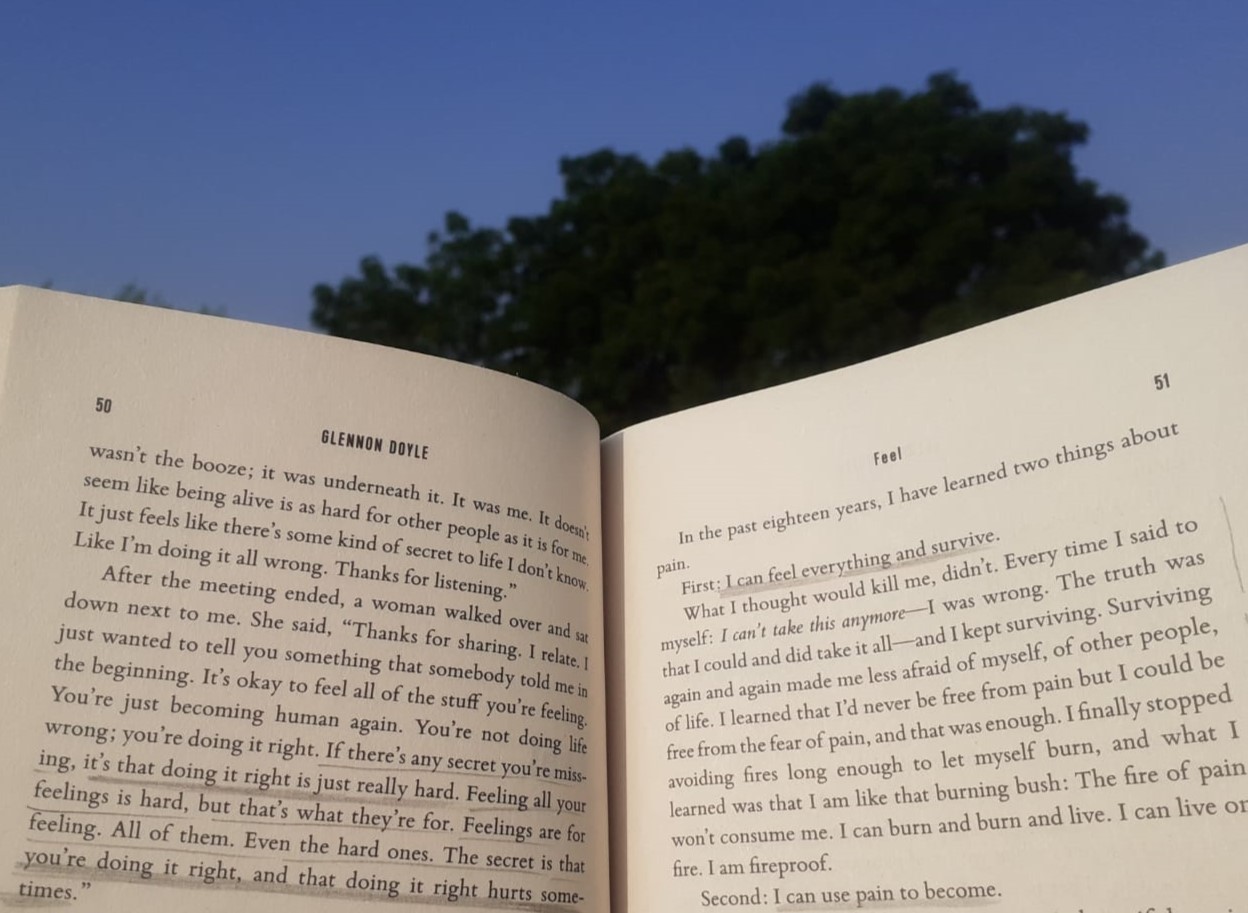 50
GLENNON DOYLE
wasn't the booze; it was underneath it. It was me. It doesn't
seem like being alive is as hard for other people as it is for me.
It just feels like there's some kind of secret to life I don't know.
Like I'm doing it all wrong. Thanks for listening."
After the meeting ended, a woman walked over and sat
down next to me. She said, "Thanks for sharing. I relate. I
just wanted to tell you something that somebody told me in
the beginning. It's okay to feel all of the stuff you're feeling.
You're just becoming human again. You're not doing life
wrong; you're doing it right. If there's any secret you're miss-
ing, it's that doing it right is just really hard. Feeling all your
feelings is hard, but that's what they're for. Feelings are for
feeling. All of them. Even the hard ones. The secret is that
you're doing it right, and that doing it right hurts some-
times."
51
Feel
In the past eighteen years, I have learned two things about
pain.
First: I can feel everything and survive.
What I thought would kill me, didn't. Every time I said to
myself: I can't take this anymore—I was wrong. The truth was
that I could and did take it all—and I kept surviving. Surviving
again and again made me less afraid of myself, of other people,
of life. I learned that I'd never be free from pain but I could be
free from the fear of pain, and that was enough. I finally stopped
avoiding fires long enough to let myself burn, and what I
learned was that I am like that burning bush: The fire of pain
won't consume me. I can burn and burn and live. I can live on
fire. I am fireproof.
Second: I can use pain to become.